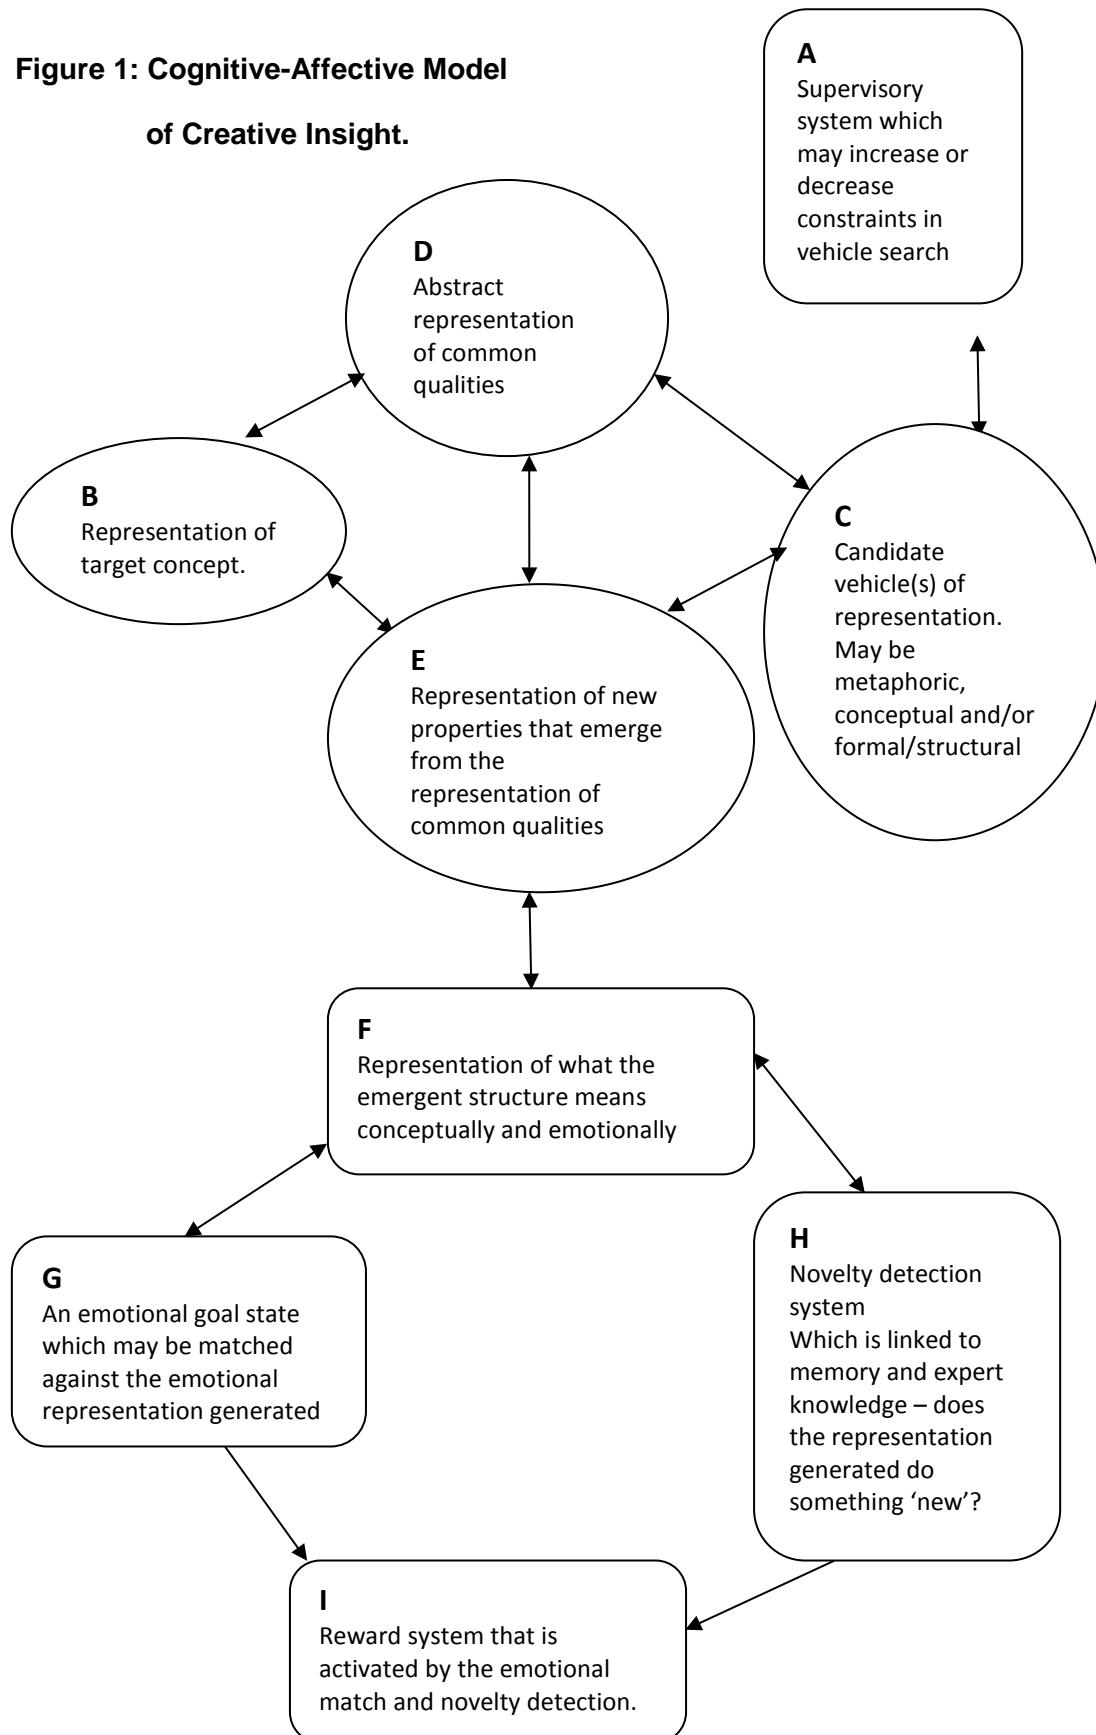 Figure 1: Cognitive-Affective Model
of Creative Insight.
A
Supervisory
system which
may increase or
decrease
constraints in
vehicle search
D
Abstract
representation
of common
qualities
B
Representation of
target concept.
C
Candidate
vehicle(s) of
representation.
May be
metaphoric,
conceptual and/or
formal/structural
E
Representation of new
properties that emerge
from the
representation of
common qualities
F
Representation of what the
emergent structure means
conceptually and emotionally
G
An emotional goal state
which may be matched
against the emotional
representation generated
H
Novelty detection
system
Which is linked to
memory and expert
knowledge – does
the representation
generated do
something ‘new’?
I
Reward system that is
activated by the emotional
match and novelty detection.